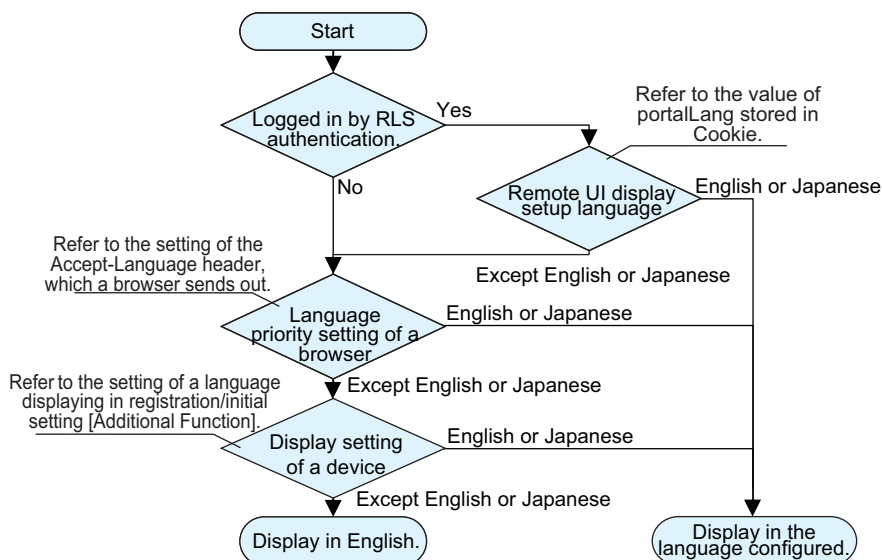 Start
Logged in by RLS
authentication.
Yes
No
Refer to the value of
portalLang stored in
Cookie.
Remote UI display
setup language
English or Japanese
Except English or Japanese
Refer to the setting of the
Accept-Language header,
which a browser sends out.
Language
priority setting of a
browser
English or Japanese
Except English or Japanese
Refer to the setting of a language
displaying in registration/initial
setting [Additional Function].
Display setting
of a device
English or Japanese
Except English or Japanese
Display in English.
Display in the
language configured.